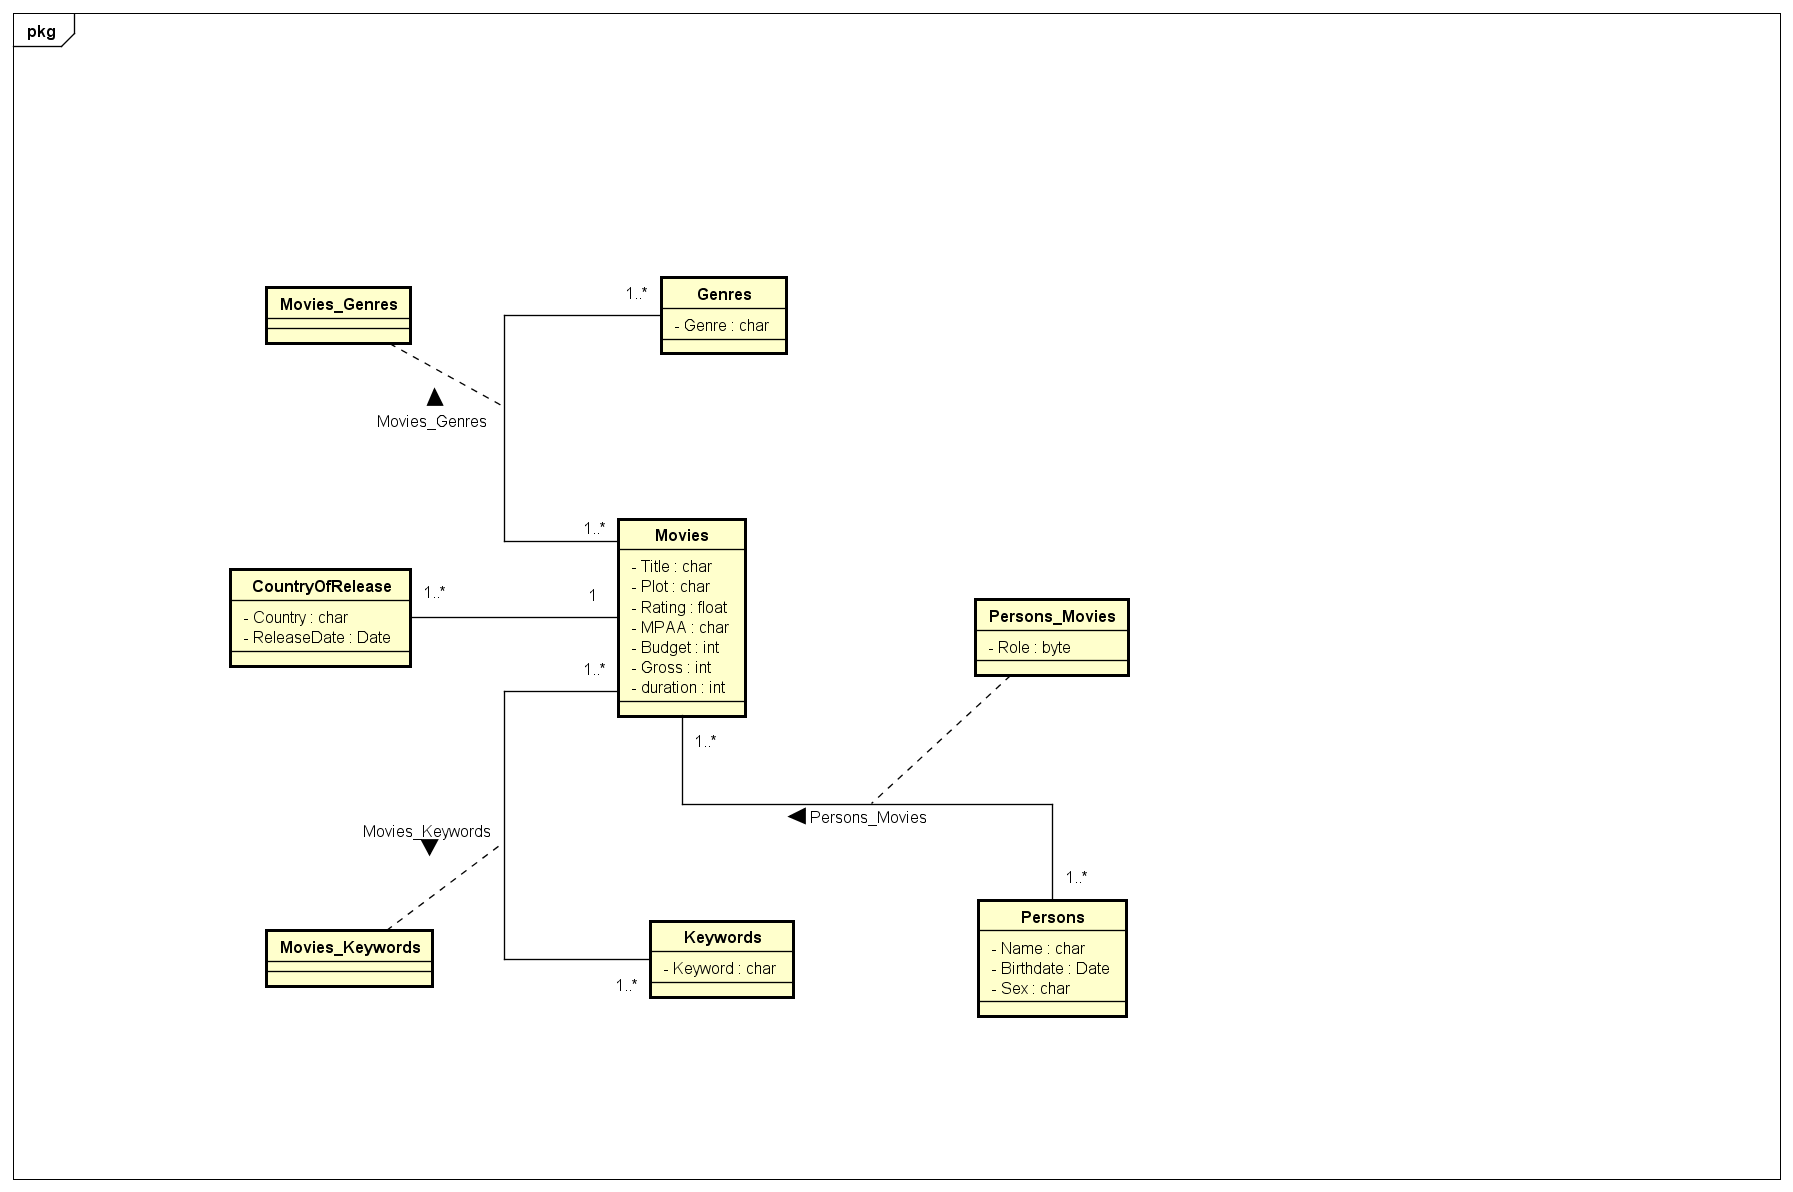 pkg
Movies_Genres
1..*
Genres
- Genre : char
Movies_Genres
1..*
Movies
- Title : char
- Plot : char
- Rating : float
- MPAA : char
- Budget : int
- Gross : int
- duration : int
CountryOfRelease
- Country : char
- ReleaseDate : Date
1..*
1
1..*
Persons_Movies
- Role : byte
1..*
Persons_Movies
Movies_Keywords
1..*
Persons
- Name : char
- Birthdate : Date
- Sex : char
Movies_Keywords
Keywords
- Keyword : char
1..*